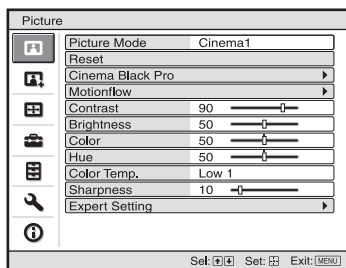 Picture
Picture Mode Cinema1
Reset
Cinema Black Pro
Motionflow
Contrast 90
Brightness 50
Color 50
Hue 50
Color Temp. Low 1
Sharpness 10
Expert Setting
Sel: Set: Exit: MENU